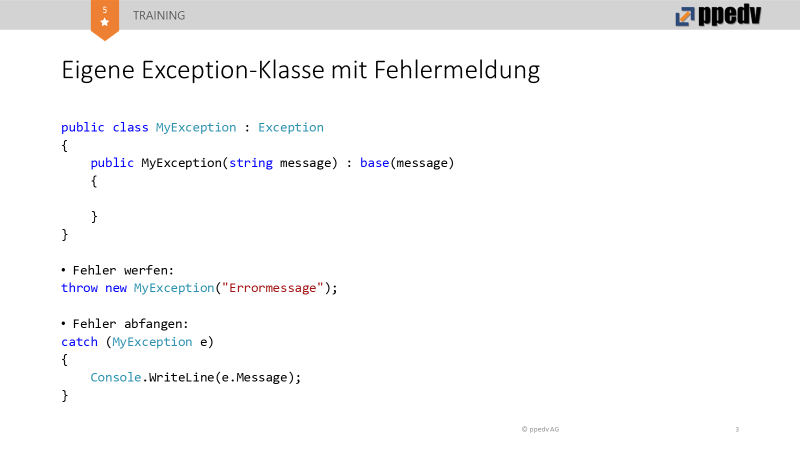 5
TRAINING
ppedv
Eigene Exception-Klasse mit Fehlermeldung
public class MyException : Exception
{
    public MyException(string message) : base(message)
    {

    }
}
• Fehler werfen:
throw new MyException("Errormessage");
• Fehler abfangen:
catch (MyException e)
{
    Console.WriteLine(e.Message);
}
© ppedv AG
3